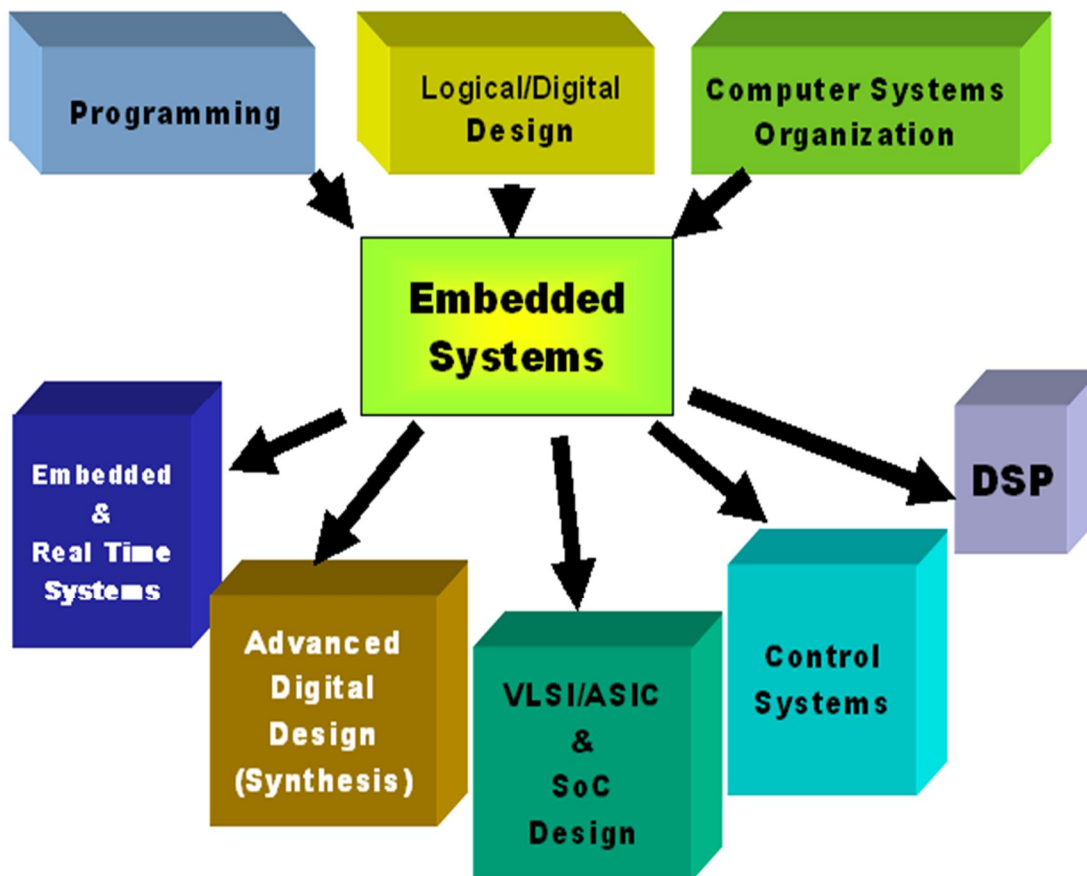 Programming
Logical/Digital
Design
Computer Systems
Organization
Embedded
Systems
Embedded
&
Real Time
Systems
Advanced
Digital
Design
(Synthesis)
VLSI/ASIC
&
SoC
Design
Control
Systems
DSP